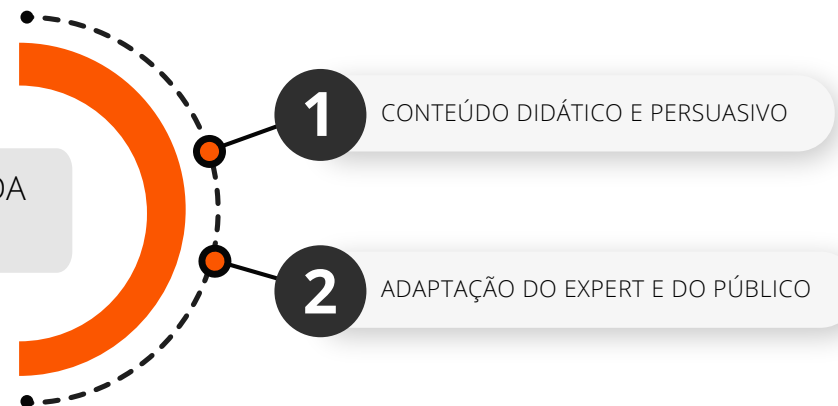 1
CONTEÚDO DIDÁTICO E PERSUASIVO
DA
2
ADAPTAÇÃO DO EXPERT E DO PÚBLICO